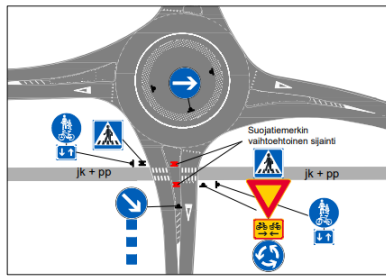 Suojatiemerkin
vaihtoehtoinen sijainti
jk + pp
jk + pp